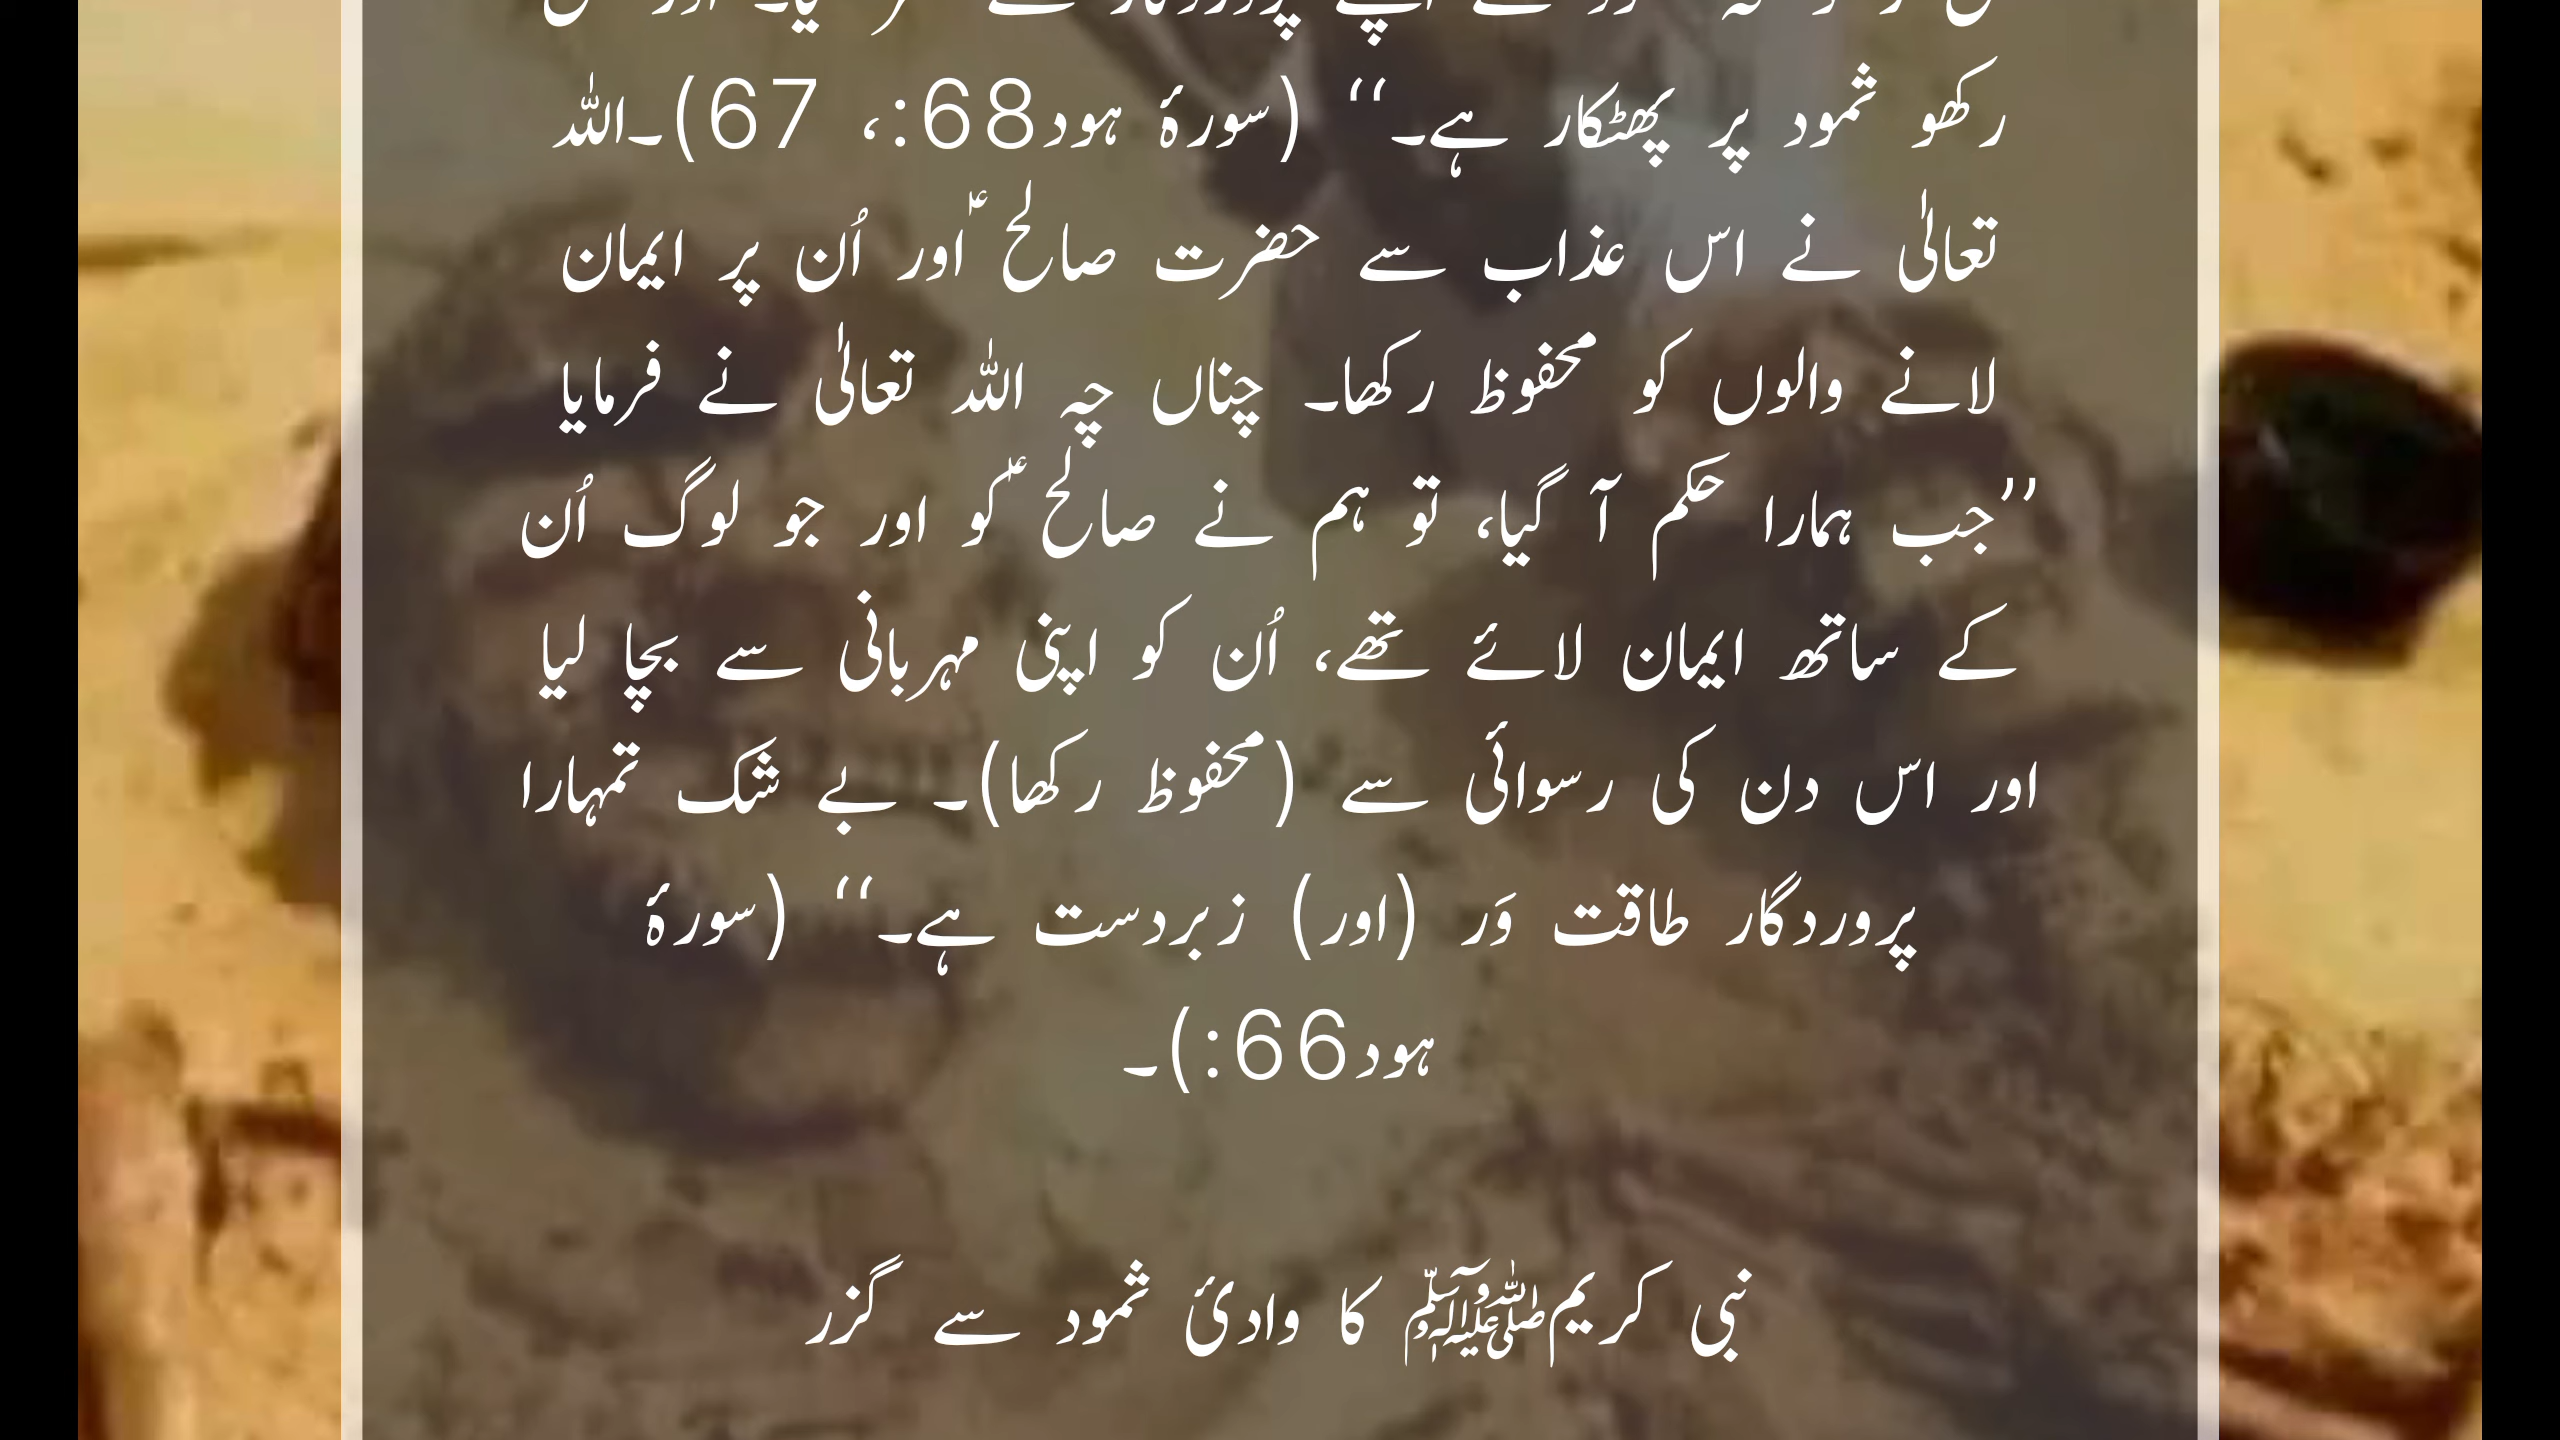 رکھو ثمود پر پھٹکار ہے۔‘‘ (سورۂ ہود68:، 67)۔اللہ
تعالٰی نے اس عذاب سے حضرت صالح ؑاور اُن پر ایمان
لانے والوں کو محفوظ رکھا۔ چناں چہ اللہ تعالٰی نے فرمایا
’’جب ہمارا حکم آ گیا، تو ہم نے صالح ؑکو اور جو لوگ اُن
کے ساتھ ایمان لائے تھے، اُن کو اپنی مہربانی سے بچا لیا
اور اس دن کی رسوائی سے (محفوظ رکھا)۔ بے شک تمہارا
پروردگار طاقت وَر (اور) زبردست ہے۔‘‘ (سورۂ
ہود66:)۔
نبی کریمﷺ کا وادیٔ ثمود سے گزر